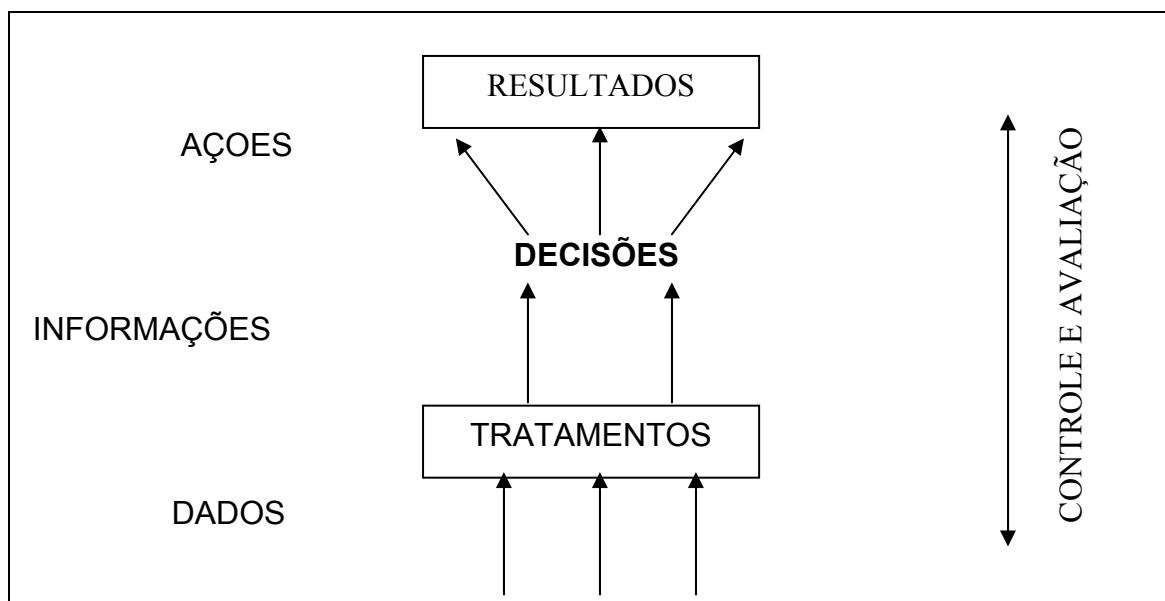 RESULTADOS
AÇOES
DECISÕES
INFORMAÇÕES
TRATAMENTOS
DADOS
CONTROLE E AVALIAÇÃO